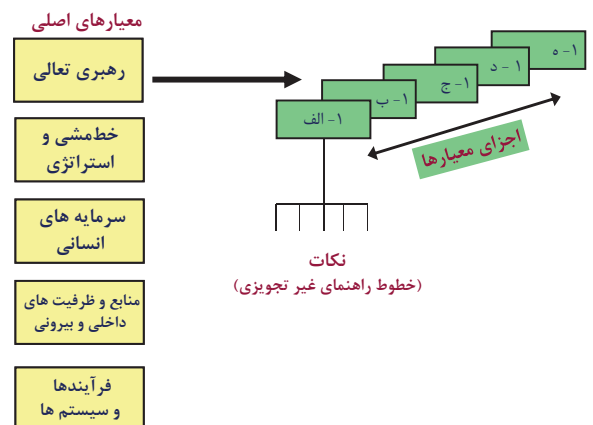 معیارهای اصلی
رهبری تعالی
خط‌مشی و
استراتژی
سرمایه های
انسانی
منابع و ظرفیت های
داخلی و بیرونی
فرآیندها
و سیستم ها
۱- الف
۱- ب
۱- ج
۱- د
۱- ه
اجزای معیارها
نکات
(خطوط راهنمای غیر تجویزی)